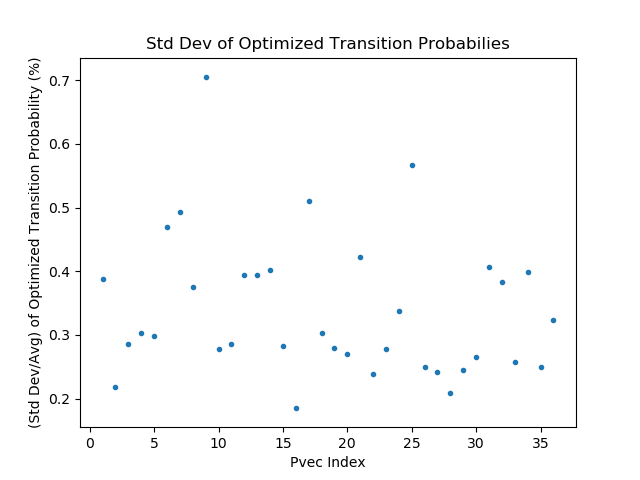 Std Dev of Optimized Transition Probabilies
(Std Dev/Avg) of Optimized Transition Probability (%)
0.7
0.6
0.5
0.4
0.3
0.2
0 5 10 15 20 25 30 35
Pvec Index